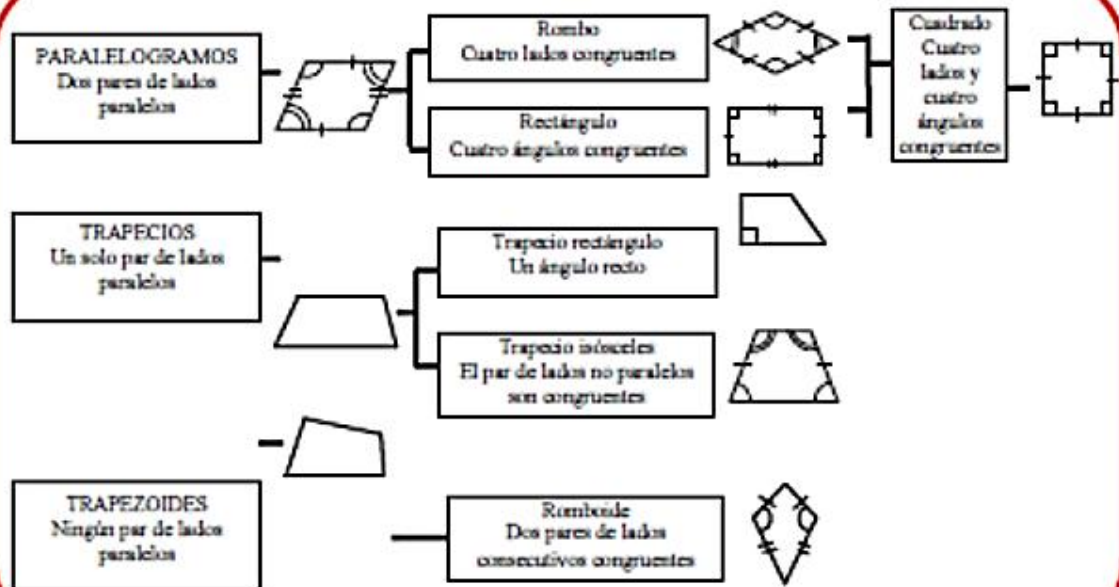 PARALELOGRAMOS
Dos pares de lados
paralelos
Rombo
Cuatro lados congruentes
Rectángulo
Cuatro ángulos congruentes
Cuadrado
Cuatro
lados y
cuatro
ángulos
congruentes
TRAPECIOS
Un solo par de lados
paralelos
Trapecio rectángulo
Un ángulo recto
Trapecio isósceles
El par de lados no paralelos
son congruentes
TRAPEZOIDES
Ningún par de lados
paralelos
Romboide
Dos pares de lados
consecutivos congruentes